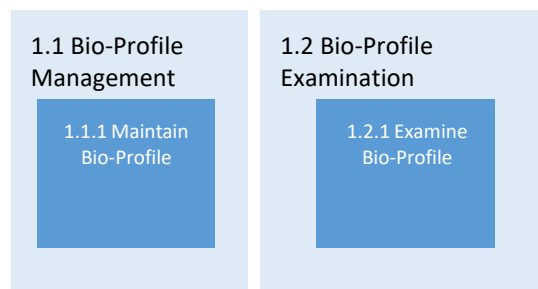 1.1 Bio-Profile
Management
1.1.1 Maintain
Bio-Profile
1.2 Bio-Profile
Examination
1.2.1 Examine
Bio-Profile